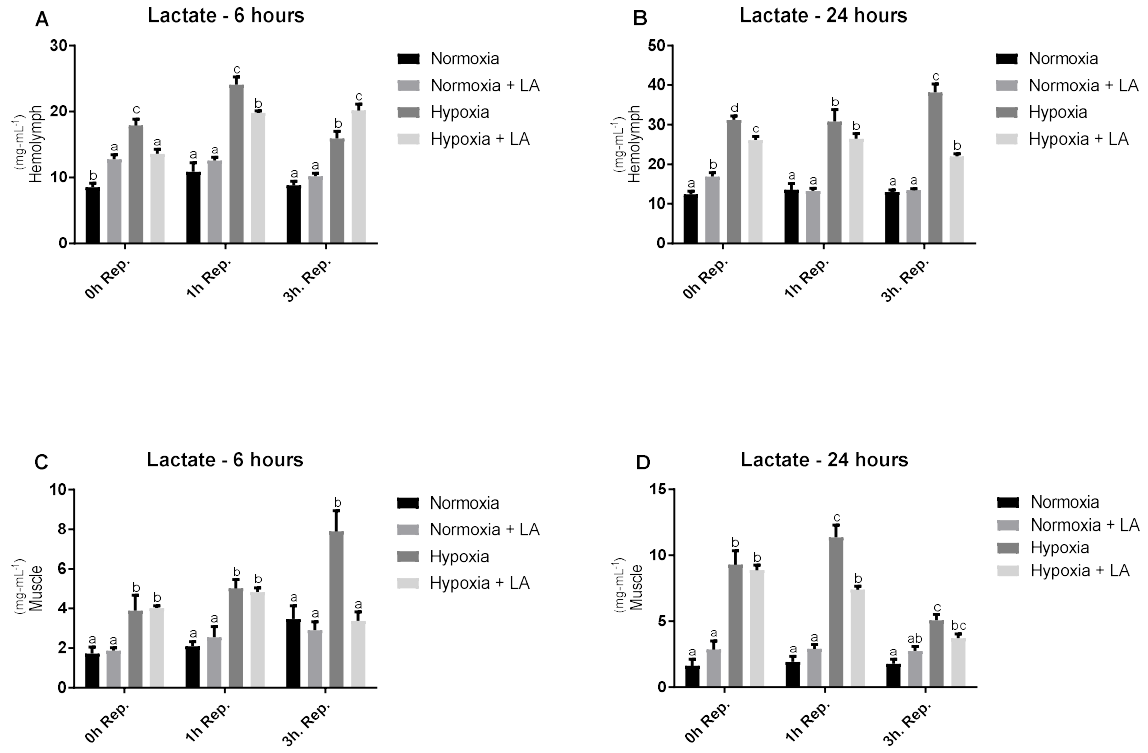 A
Lactate - 6 hours
(mg-mL-1)
Hemolymph
30
20
10
0
b
a
c
a
a
a
c
b
a
a
b
c
0h Rep.
1h Rep.
3h. Rep.
Normoxia
Normoxia + LA
Hypoxia
Hypoxia + LA
B
Lactate - 24 hours
(mg-mL-1)
Hemolymph
50
40
30
20
10
0
a
b
d
c
a
a
b
b
a
a
c
b
0h Rep.
1h Rep.
3h. Rep.
Normoxia
Normoxia + LA
Hypoxia
Hypoxia + LA
C
Lactate - 6 hours
(mg-mL-1)
Muscle
10
8
6
4
2
0
a
a
b
b
a
a
b
b
a
a
b
a
0h Rep.
1h Rep.
3h. Rep.
Normoxia
Normoxia + LA
Hypoxia
Hypoxia + LA
D
Lactate - 24 hours
(mg-mL-1)
Muscle
15
10
5
0
a
a
b
b
a
a
c
b
a
ab
c
bc
0h Rep.
1h Rep.
3h. Rep.
Normoxia
Normoxia + LA
Hypoxia
Hypoxia + LA